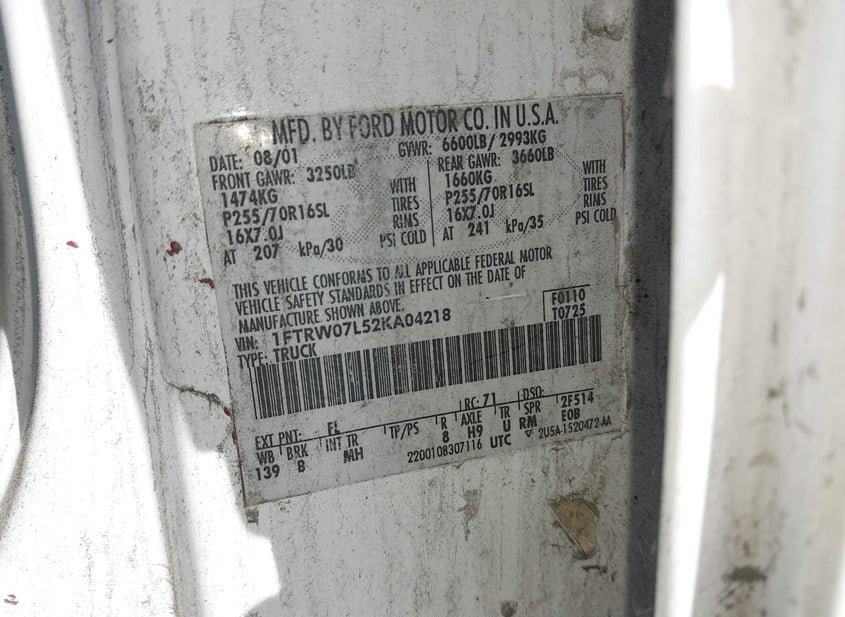 MFD. BY FORD MOTOR CO. IN U.S.A.
DATE: 08/01 GVWR: 6600LB/ 2993KG
FRONT GAWR: 3250LB REAR GAWR: 3660LB
1474KG WITH 1660KG WITH
P255/70R16SL TIRES P255/70R16SL TIRES
16X7.0J RIMS 16X7.0J RIMS
AT 207 kPa/30 PSI COLD AT 241 kPa/35 PSI COLD
THIS VEHICLE CONFORMS TO ALL APPLICABLE FEDERAL MOTOR
VEHICLE SAFETY STANDARDS IN EFFECT ON THE DATE OF
MANUFACTURE SHOWN ABOVE.
VIN: 1FTRW07L52KA04218 F0110
TYPE: TRUCK T0725
EXT PNT: FL RC: 71 DSO: 2F514
WB BRK INT TR TP/PS R AXLE TR SPR EOB
139 B MH 8 H9 U RM
2200108307116 UTC ▽ 2U5A-1520472-AA